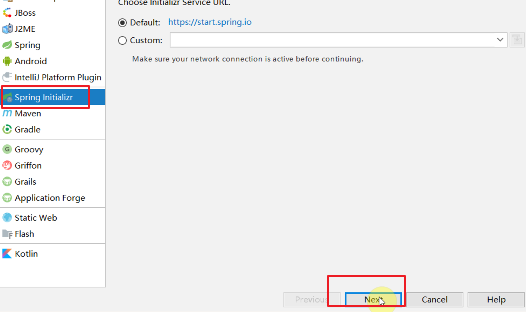 Choose Initializr Service URL.
JBoss
Default: https://start.spring.io
J2ME
Custom:
Spring
Make sure your network connection is active before continuing.
Android
IntelliJ Platform Plugin
Spring Initializr
Maven
Gradle
Groovy
Griffon
Grails
Application Forge
Static Web
Flash
Kotlin
Previous
Next
Cancel
Help